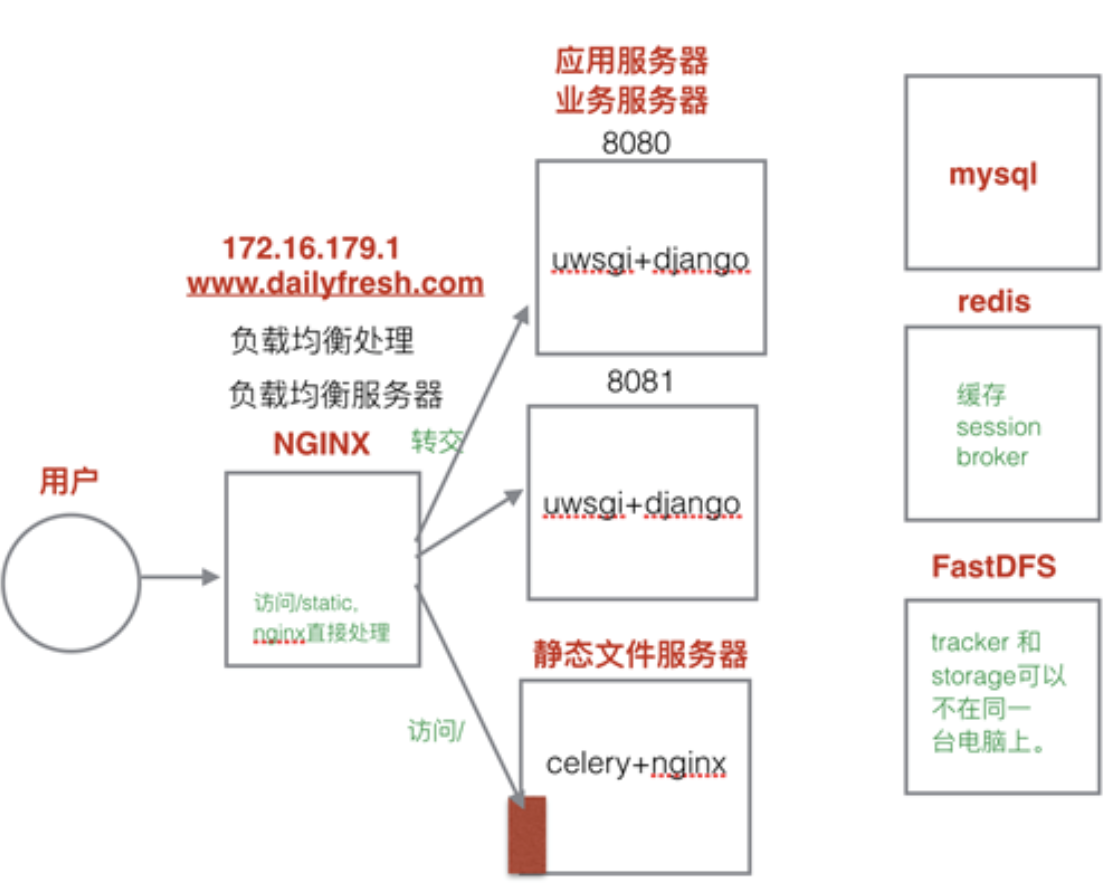 应用服务器
业务服务器
8080
uwsgi+django
172.16.179.1
www.dailyfresh.com
负载均衡处理
负载均衡服务器
NGINX
转交
8081
uwsgi+django
用户
访问/static,
nginx直接处理
访问/
静态文件服务器
celery+nginx
mysql
redis
缓存
session
broker
FastDFS
tracker 和
storage可以
不在同一
台电脑上。